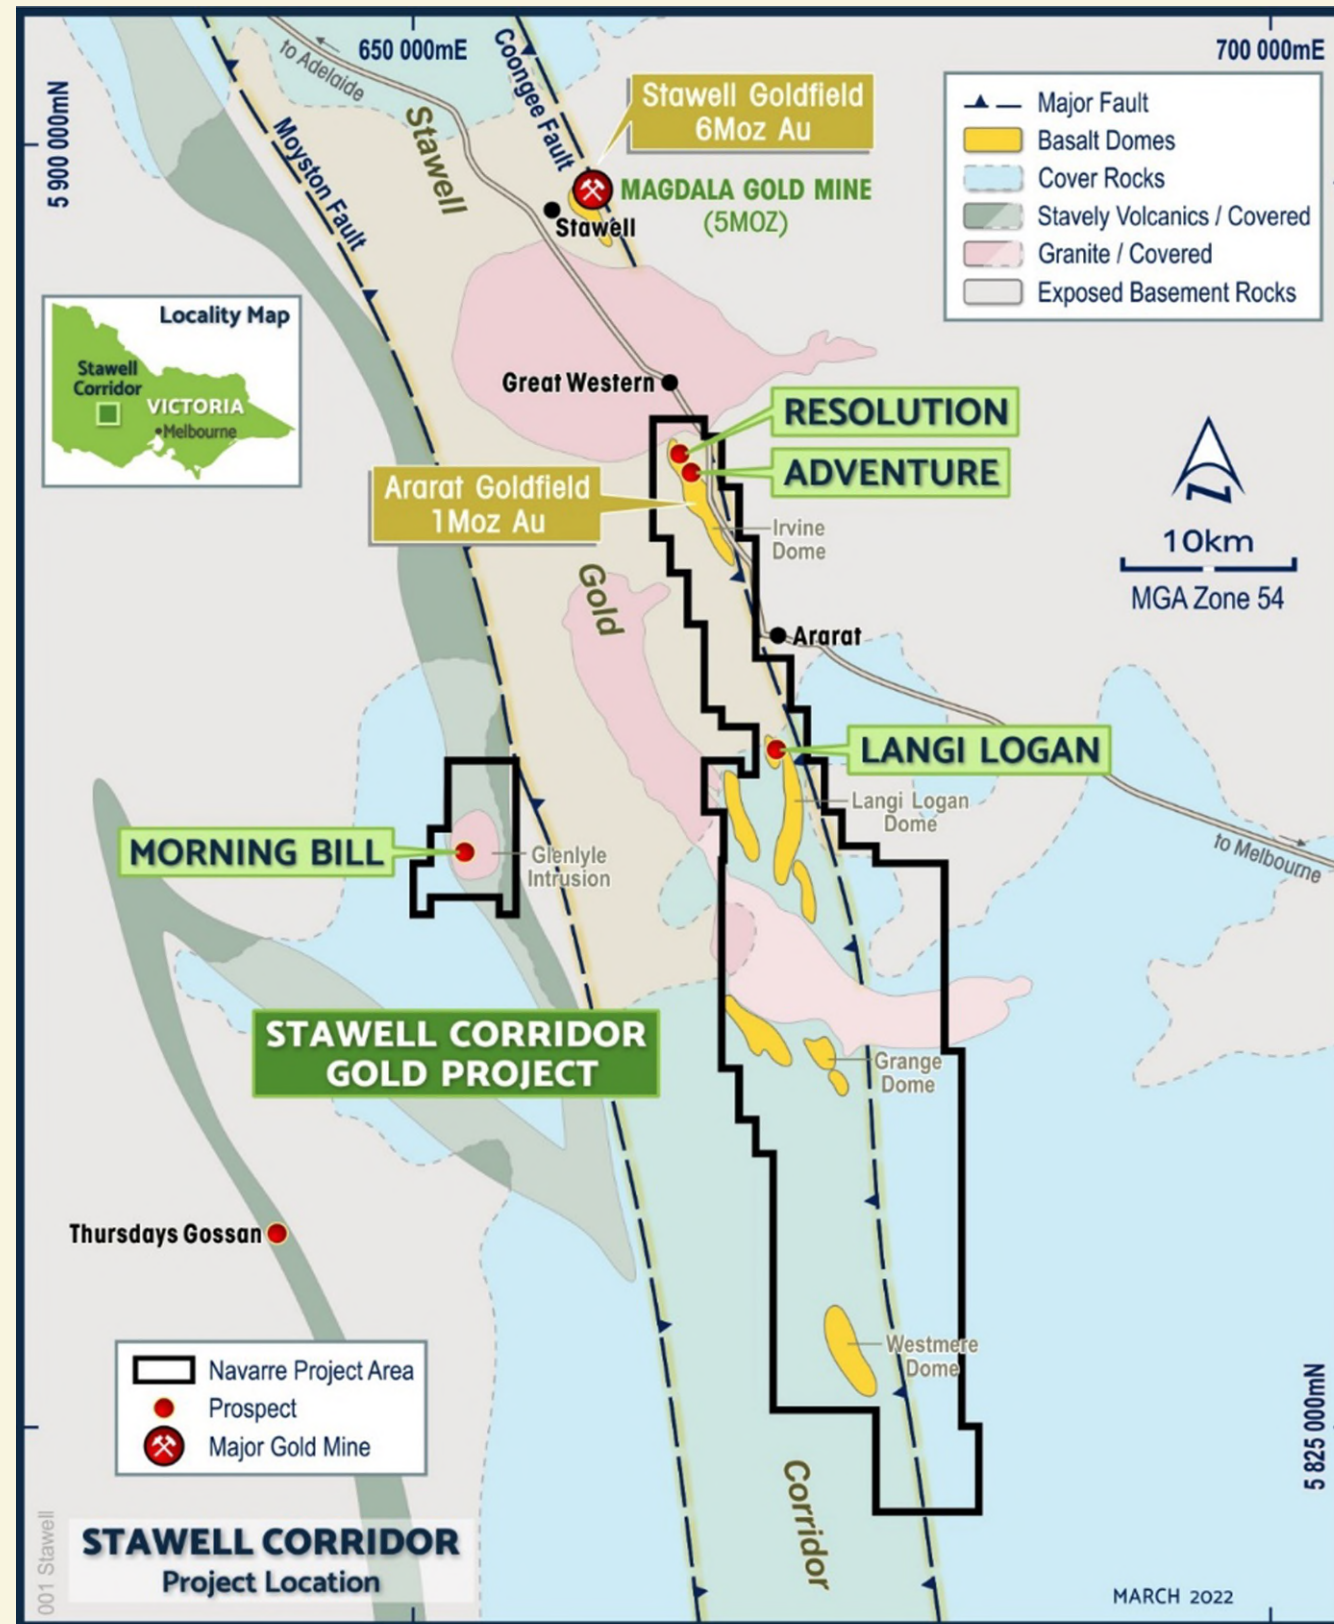 650 000mE
700 000mE
to Adelaide
Coongee Fault
5 900 000mN
Moyston Fault
Stawell
Stawell Goldfield
6Moz Au
MAGDALA GOLD MINE
(5MOZ)
Stawell
Major Fault
Basalt Domes
Cover Rocks
Stavely Volcanics / Covered
Granite / Covered
Exposed Basement Rocks
Locality Map
Stawell
Corridor
VICTORIA
Melbourne
Great Western
RESOLUTION
ADVENTURE
Ararat Goldfield
1Moz Au
Irvine
Dome
10km
MGA Zone 54
Gold
Ararat
LANGI LOGAN
Langi Logan
Dome
to Melbourne
MORNING BILL
Glenlyle
Intrusion
STAWELL CORRIDOR
GOLD PROJECT
Grange
Dome
Thursdays Gossan
Westmere
Dome
Navarre Project Area
Prospect
Major Gold Mine
5 825 000mN
Corridor
001 Stawell
STAWELL CORRIDOR
Project Location
MARCH 2022